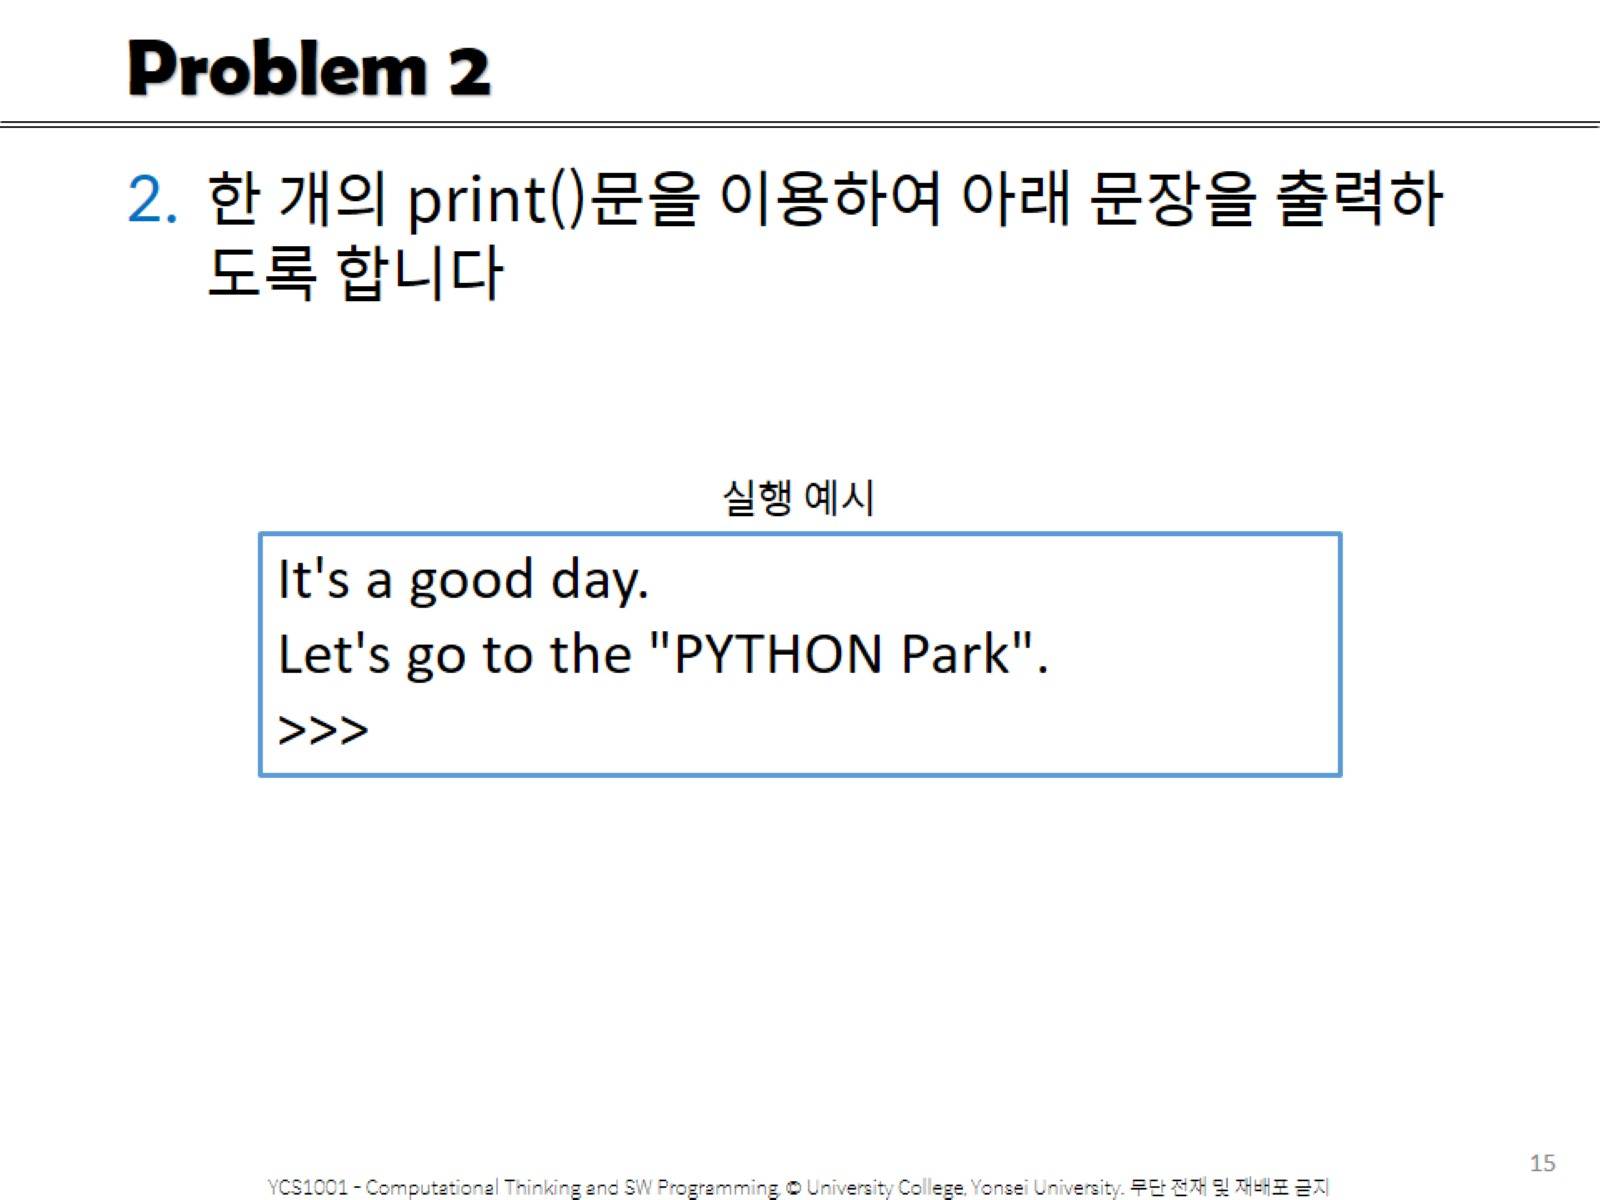 Problem 2
2. 한 개의 print()문을 이용하여 아래 문장을 출력하
도록 합니다
실행 예시
It's a good day.
Let's go to the "PYTHON Park".
>>>
15
YCS1001 - Computational Thinking and SW Programming, © University College, Yonsei University. 무단 전재 및 재배포 금지